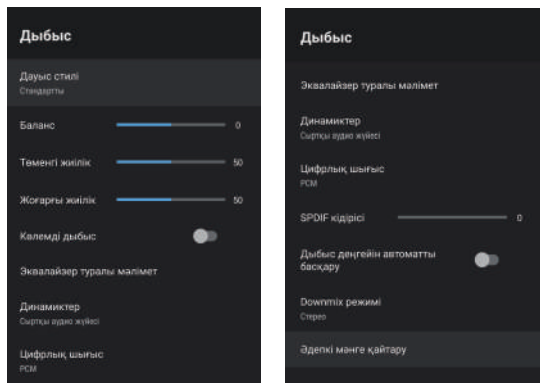 Дыбыс
Дауыс стилі
Стандартты
Баланс 0
Төменгі жиілік 50
Жоғарғы жиілік 50
Көлемді дыбыс
Эквалайзер туралы мәлімет
Динамиктер
Сыртқы аудио жүйесі
Цифрлық шығыс
PCM
Дыбыс
Эквалайзер туралы мәлімет
Динамиктер
Сыртқы аудио жүйесі
Цифрлық шығыс
PCM
SPDIF кідірісі 0
Дыбыс деңгейін автоматты
басқару
Downmix режимі
Стерео
Әдепкі мәнге қайтару